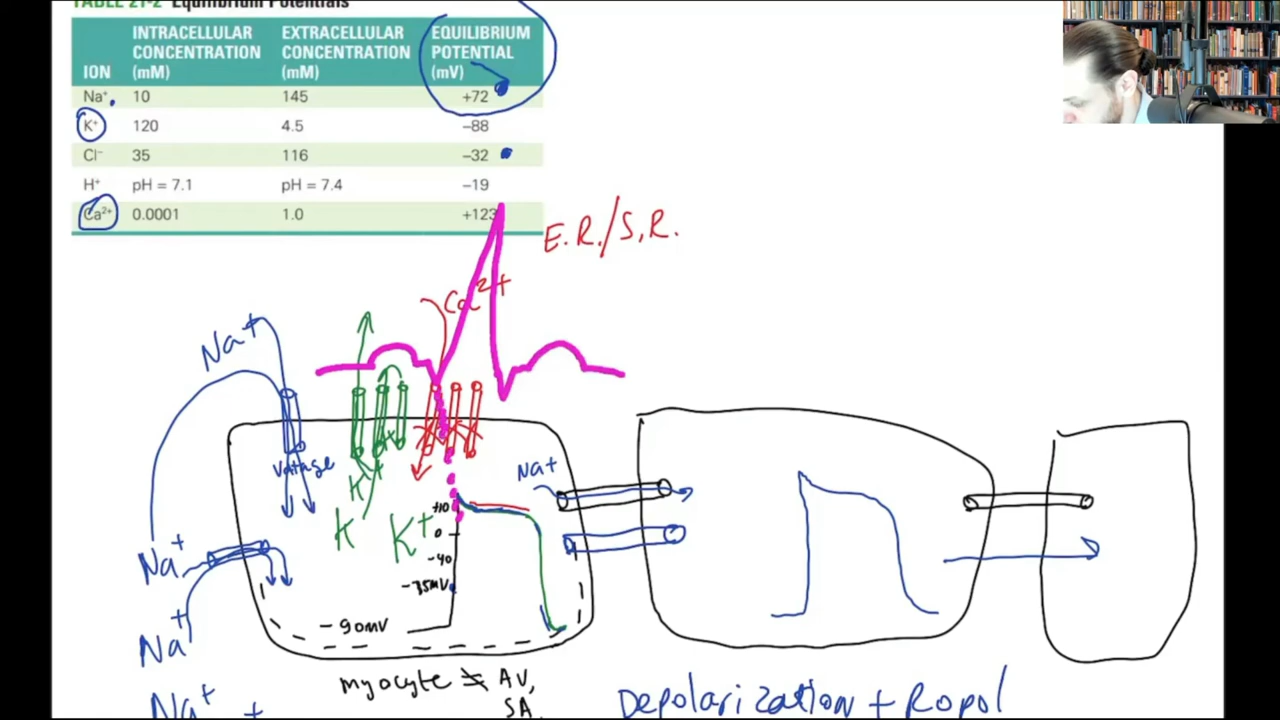 TABLE 21-2 Equilibrium Potentials
ION INTRACELLULAR CONCENTRATION (mM) EXTRACELLULAR CONCENTRATION (mM) EQUILIBRIUM POTENTIAL (mV)
Na⁺ 10 145 +72
K⁺ 120 4.5 –88
Cl⁻ 35 116 –32
H⁺ pH = 7.1 pH = 7.4 –19
Ca²⁺ 0.0001 1.0 +123
E.R./S.R.
Ca²⁺
Na⁺
Voltage
K⁺
Na⁺
K K⁺
+10
0
-40
-75mV
Na⁺
-90mV
Na⁺
myocyte ≠ AV,
SA
Na⁺ +
Depolarization + Repol